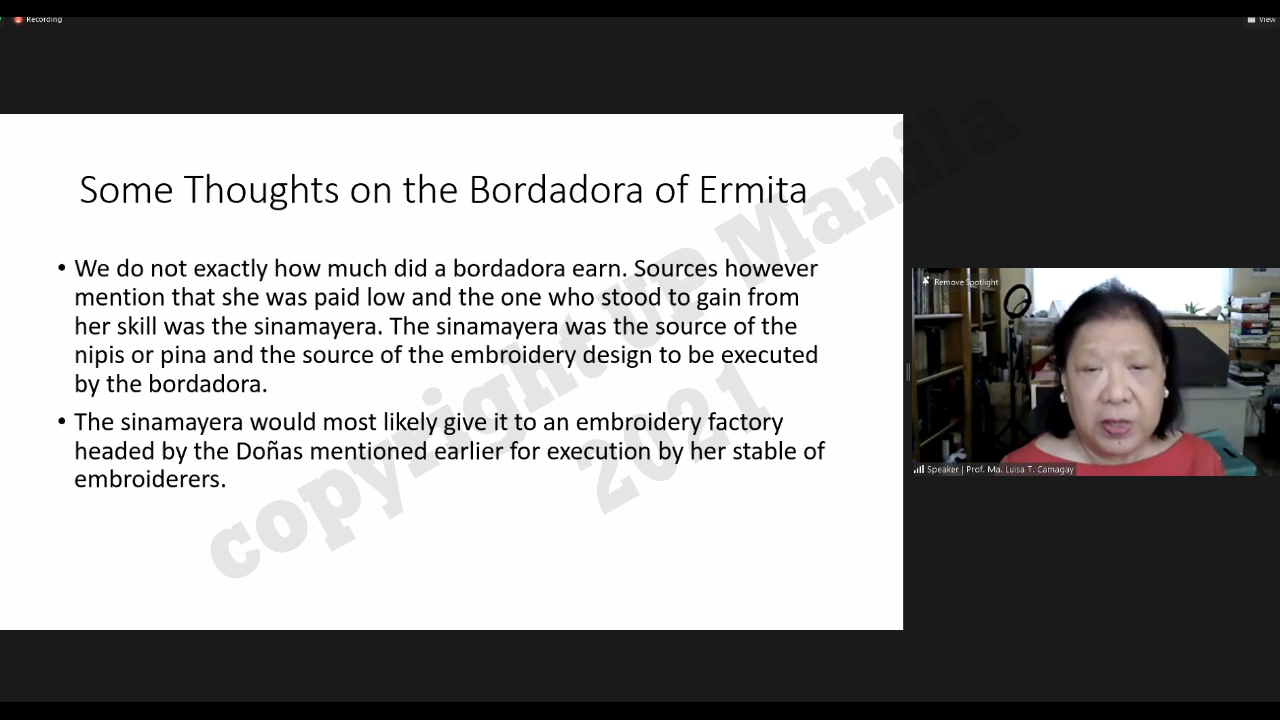 Recording
View
Some Thoughts on the Bordadora of Ermita
• We do not exactly how much did a bordadora earn. Sources however
mention that she was paid low and the one who stood to gain from
her skill was the sinamayera. The sinamayera was the source of the
nipis or pina and the source of the embroidery design to be executed
by the bordadora.
• The sinamayera would most likely give it to an embroidery factory
headed by the Doñas mentioned earlier for execution by her stable of
embroiderers.
copyright UP Manila
2021
Remove Spotlight
Speaker | Prof. Ma. Luisa T. Camagay